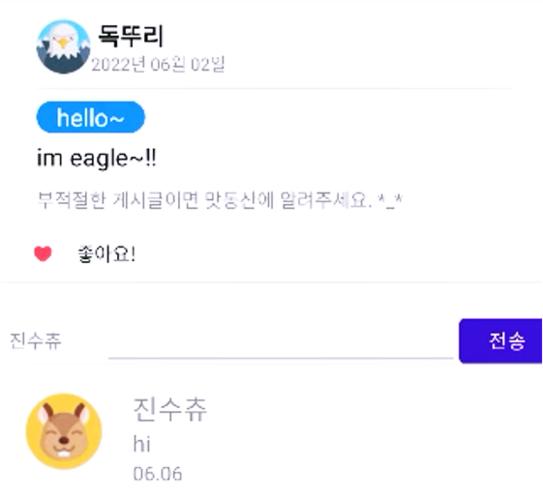 독뚜리
2022년 06월 02일
hello~
im eagle~!!
부적절한 게시글이면 맛동신에 알려주세요. *_*
좋아요!
진수츄
전송
진수츄
hi
06.06